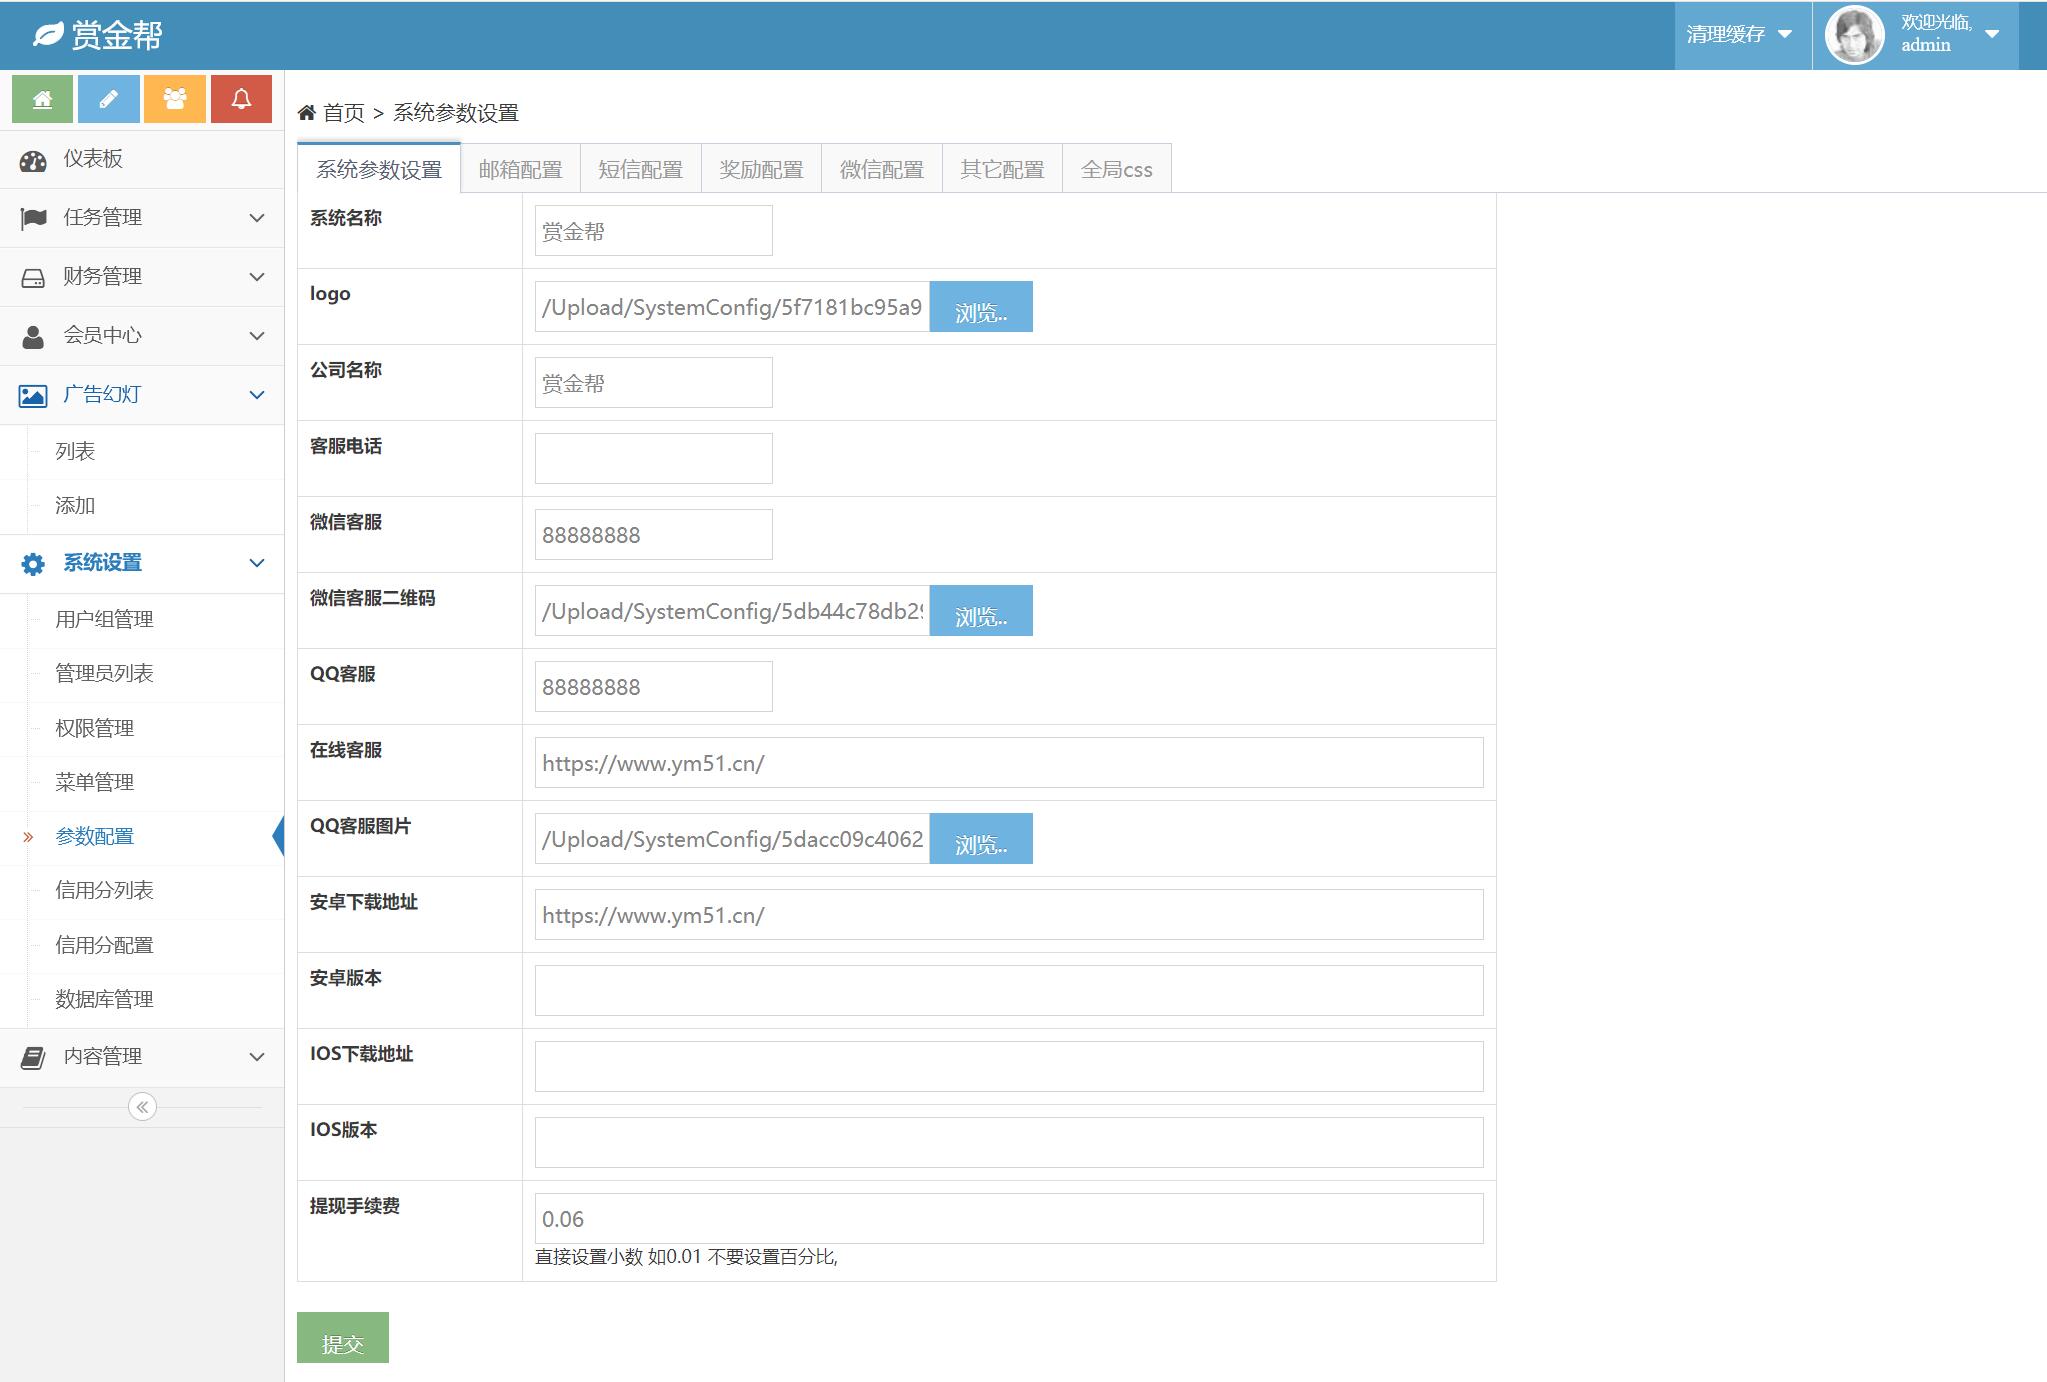 赏金帮
清理缓存
欢迎光临,
admin
仪表板
任务管理
财务管理
会员中心
广告幻灯
列表
添加
系统设置
用户组管理
管理员列表
权限管理
菜单管理
参数配置
信用分列表
信用分配置
数据库管理
内容管理
首页 > 系统参数设置
系统参数设置 邮箱配置 短信配置 奖励配置 微信配置 其它配置 全局css
系统名称 赏金帮
logo /Upload/SystemConfig/5f7181bc95a9 浏览..
公司名称 赏金帮
客服电话
微信客服 88888888
微信客服二维码 /Upload/SystemConfig/5db44c78db29 浏览..
QQ客服 88888888
在线客服 https://www.ym51.cn/
QQ客服图片 /Upload/SystemConfig/5dacc09c4062 浏览..
安卓下载地址 https://www.ym51.cn/
安卓版本
IOS下载地址
IOS版本
提现手续费 0.06
直接设置小数 如0.01 不要设置百分比,
提交